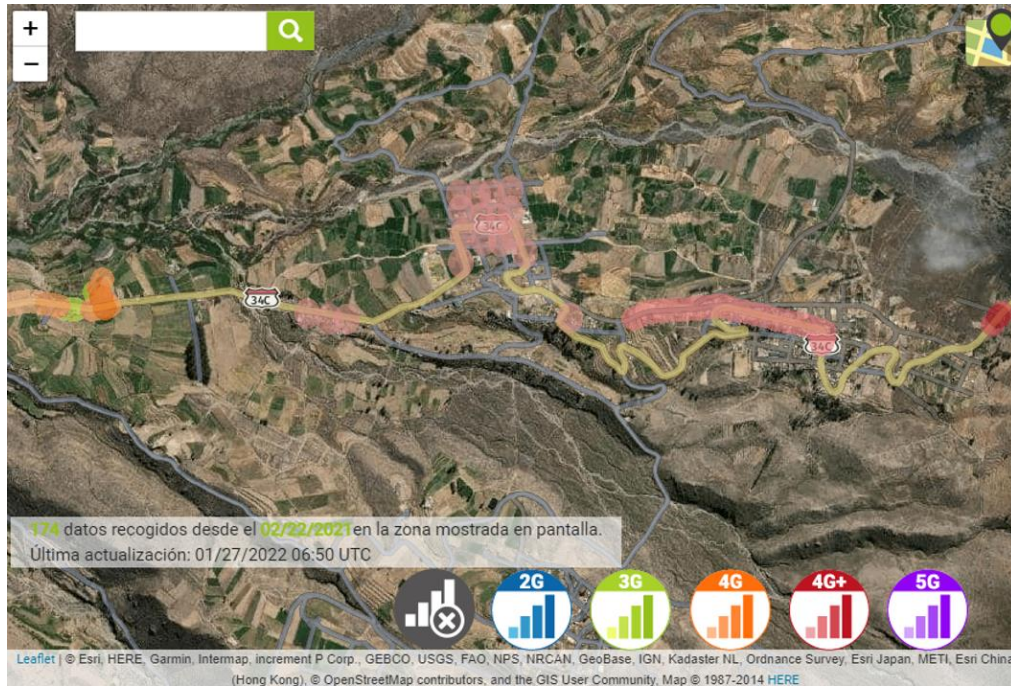 +
−
34C
34C
34C
174 datos recogidos desde el 02/22/2021 en la zona mostrada en pantalla.
Última actualización: 01/27/2022 06:50 UTC
2G
3G
4G
4G+
5G
Leaflet | © Esri, HERE, Garmin, Intermap, increment P Corp., GEBCO, USGS, FAO, NPS, NRCAN, GeoBase, IGN, Kadaster NL, Ordnance Survey, Esri Japan, METI, Esri China
(Hong Kong), © OpenStreetMap contributors, and the GIS User Community, Map © 1987-2014 HERE